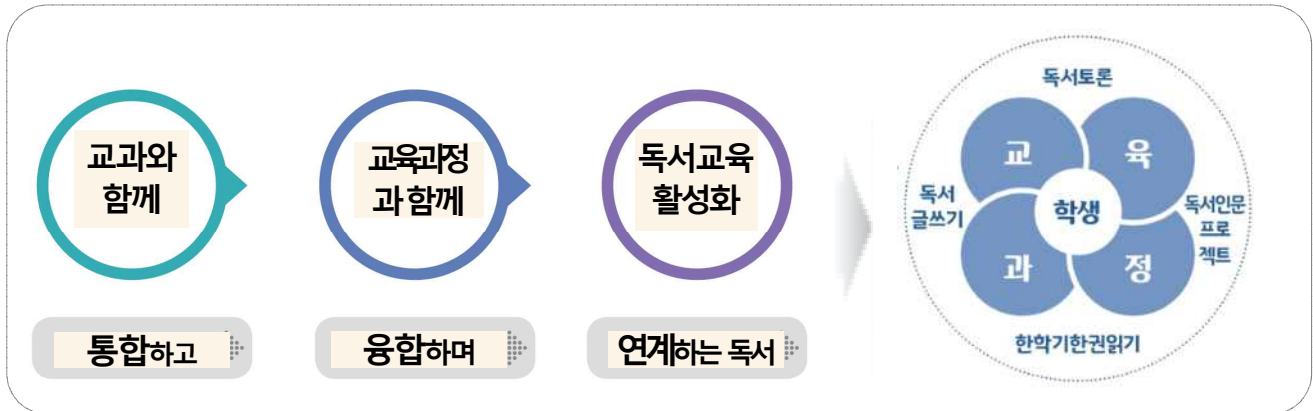 교과와
함께
교육과정
과 함께
독서교육
활성화
통합하고
융합하며
연계하는 독서
독서토론
교
육
독서
글쓰기
학생
독서인문
프로
젝트
과
정
한학기한권읽기